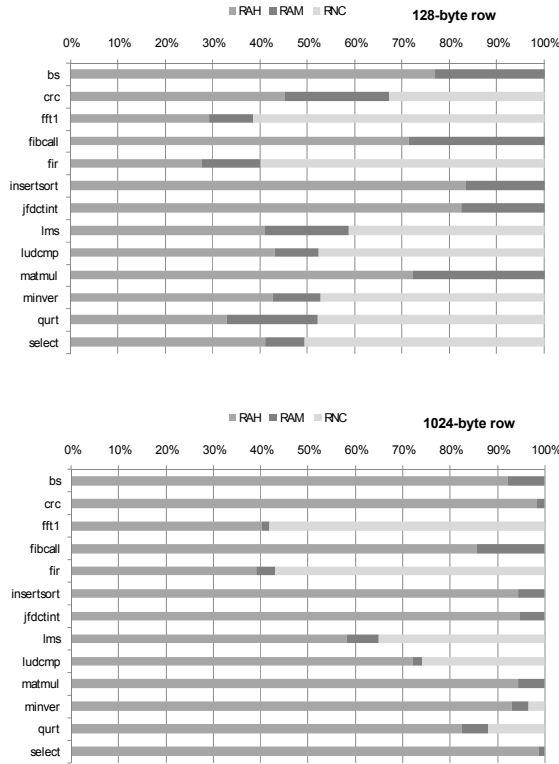 RAH RAM RNC
128-byte row
0% 10% 20% 30% 40% 50% 60% 70% 80% 90% 100%
bs
crc
fft1
fibcall
fir
insertsort
jfdctint
lms
ludcmp
matmul
minver
qurt
select
RAH RAM RNC
1024-byte row
0% 10% 20% 30% 40% 50% 60% 70% 80% 90% 100%
bs
crc
fft1
fibcall
fir
insertsort
jfdctint
lms
ludcmp
matmul
minver
qurt
select